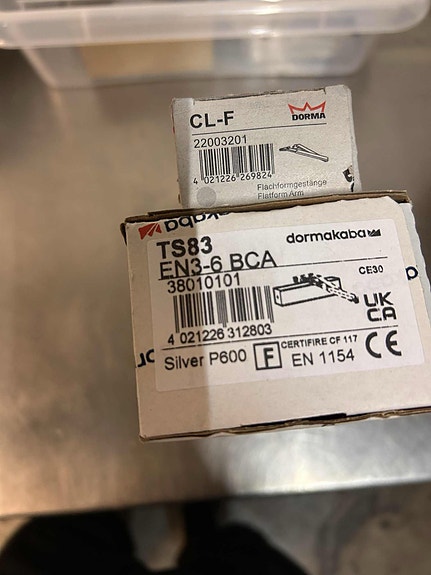 CL-F
DORMA
22003201
4 021226 269824
Flachformgestänge
Platform Arm
dormakaba
TS83
EN3-6 BCA
CE30
38010101
UK
CA
4 021226 312803
Silver P600
F
CERTIFIRE CF 117
EN 1154
CE